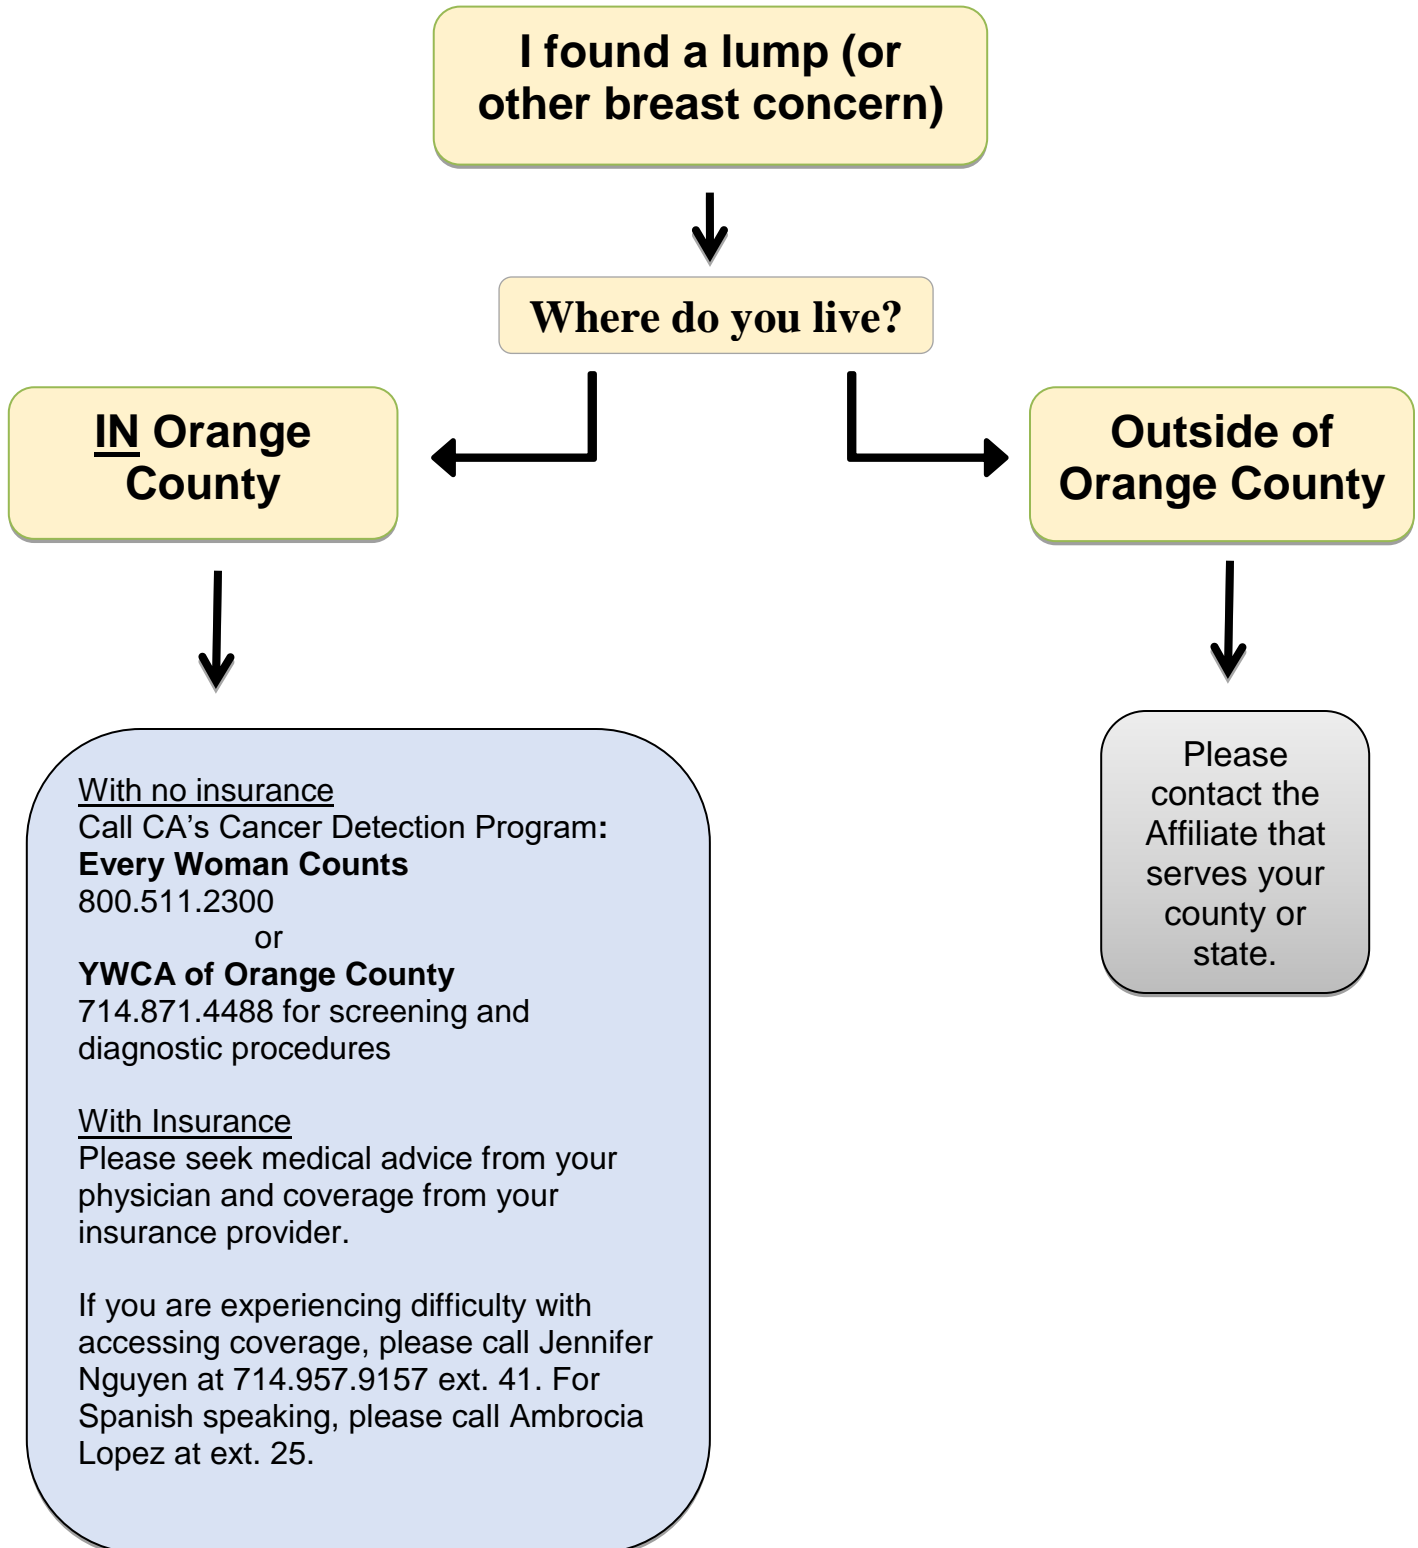 I found a lump (or
other breast concern)
Where do you live?
IN Orange
County
Outside of
Orange County
With no insurance
Call CA’s Cancer Detection Program:
Every Woman Counts
800.511.2300
or
YWCA of Orange County
714.871.4488 for screening and
diagnostic procedures
With Insurance
Please seek medical advice from your
physician and coverage from your
insurance provider.
If you are experiencing difficulty with
accessing coverage, please call Jennifer
Nguyen at 714.957.9157 ext. 41. For
Spanish speaking, please call Ambrocia
Lopez at ext. 25.
Please
contact the
Affiliate that
serves your
county or
state.